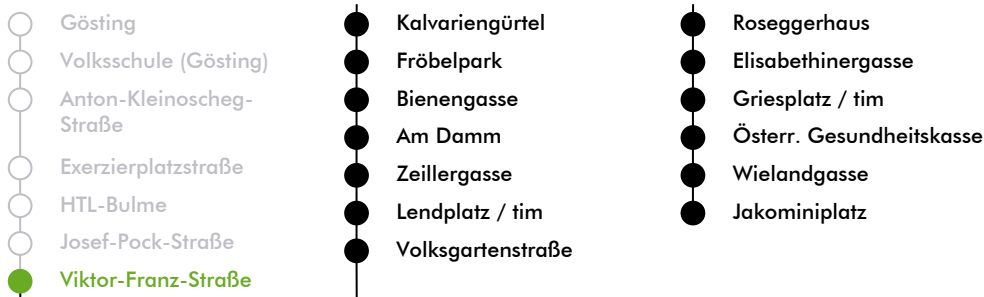 Gösting
Volksschule (Gösting)
Anton-Kleinoscheg-
Straße
Exerzierplatzstraße
HTL-Bulme
Josef-Pock-Straße
Viktor-Franz-Straße
Kalvariengürtel
Fröbelpark
Bienengasse
Am Damm
Zeillergasse
Lendplatz / tim
Volksgartenstraße
Roseggerhaus
Elisabethinergasse
Griesplatz / tim
Österr. Gesundheitskasse
Wielandgasse
Jakominiplatz